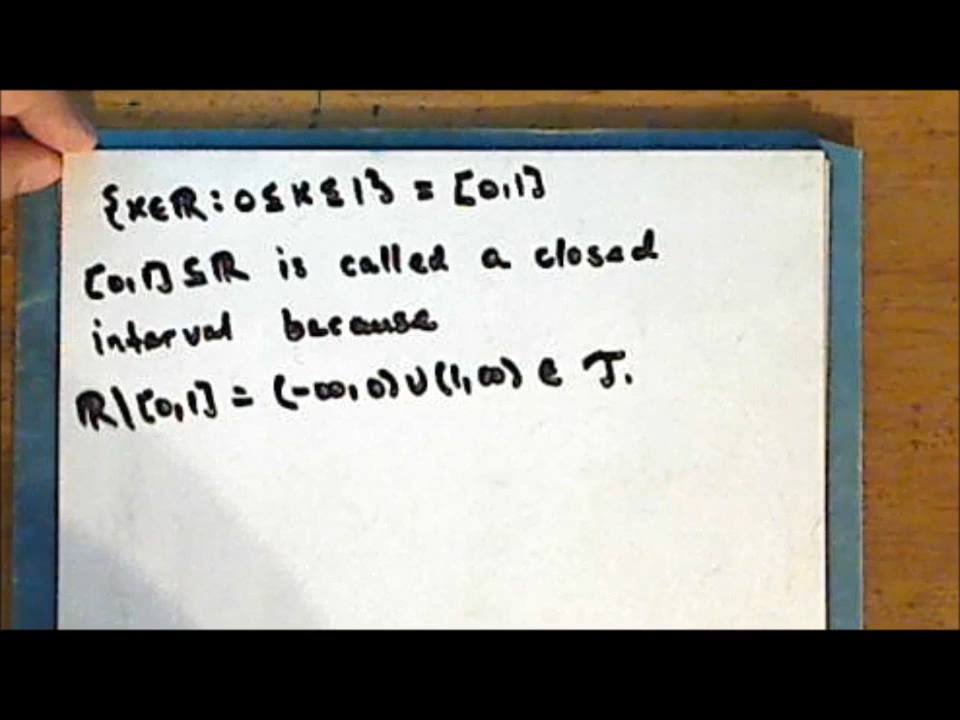 {x∈ℝ : 0 ≤ x ≤ 1} = [0,1]
[0,1] ⊆ ℝ is called a closed
interval because
ℝ\[0,1] = (-∞,0)∪(1,∞) ∈ 𝒯.